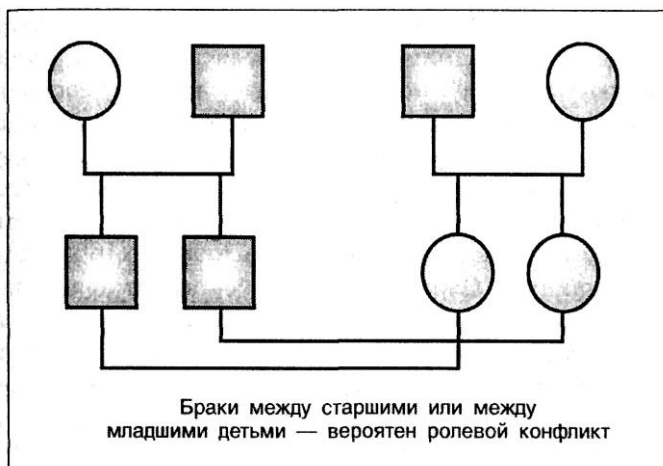 Браки между старшими или между
младшими детьми — вероятен ролевой конфликт